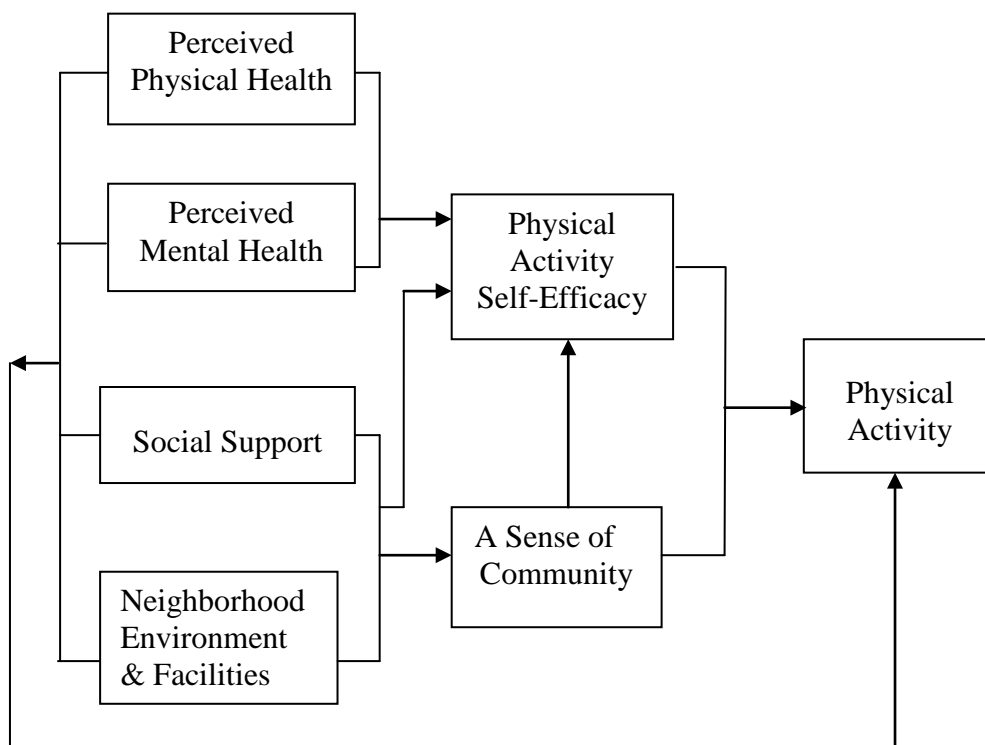 Perceived
Physical Health
Perceived
Mental Health
Physical
Activity
Self-Efficacy
Physical
Activity
Social Support
A Sense of
Community
Neighborhood
Environment
& Facilities